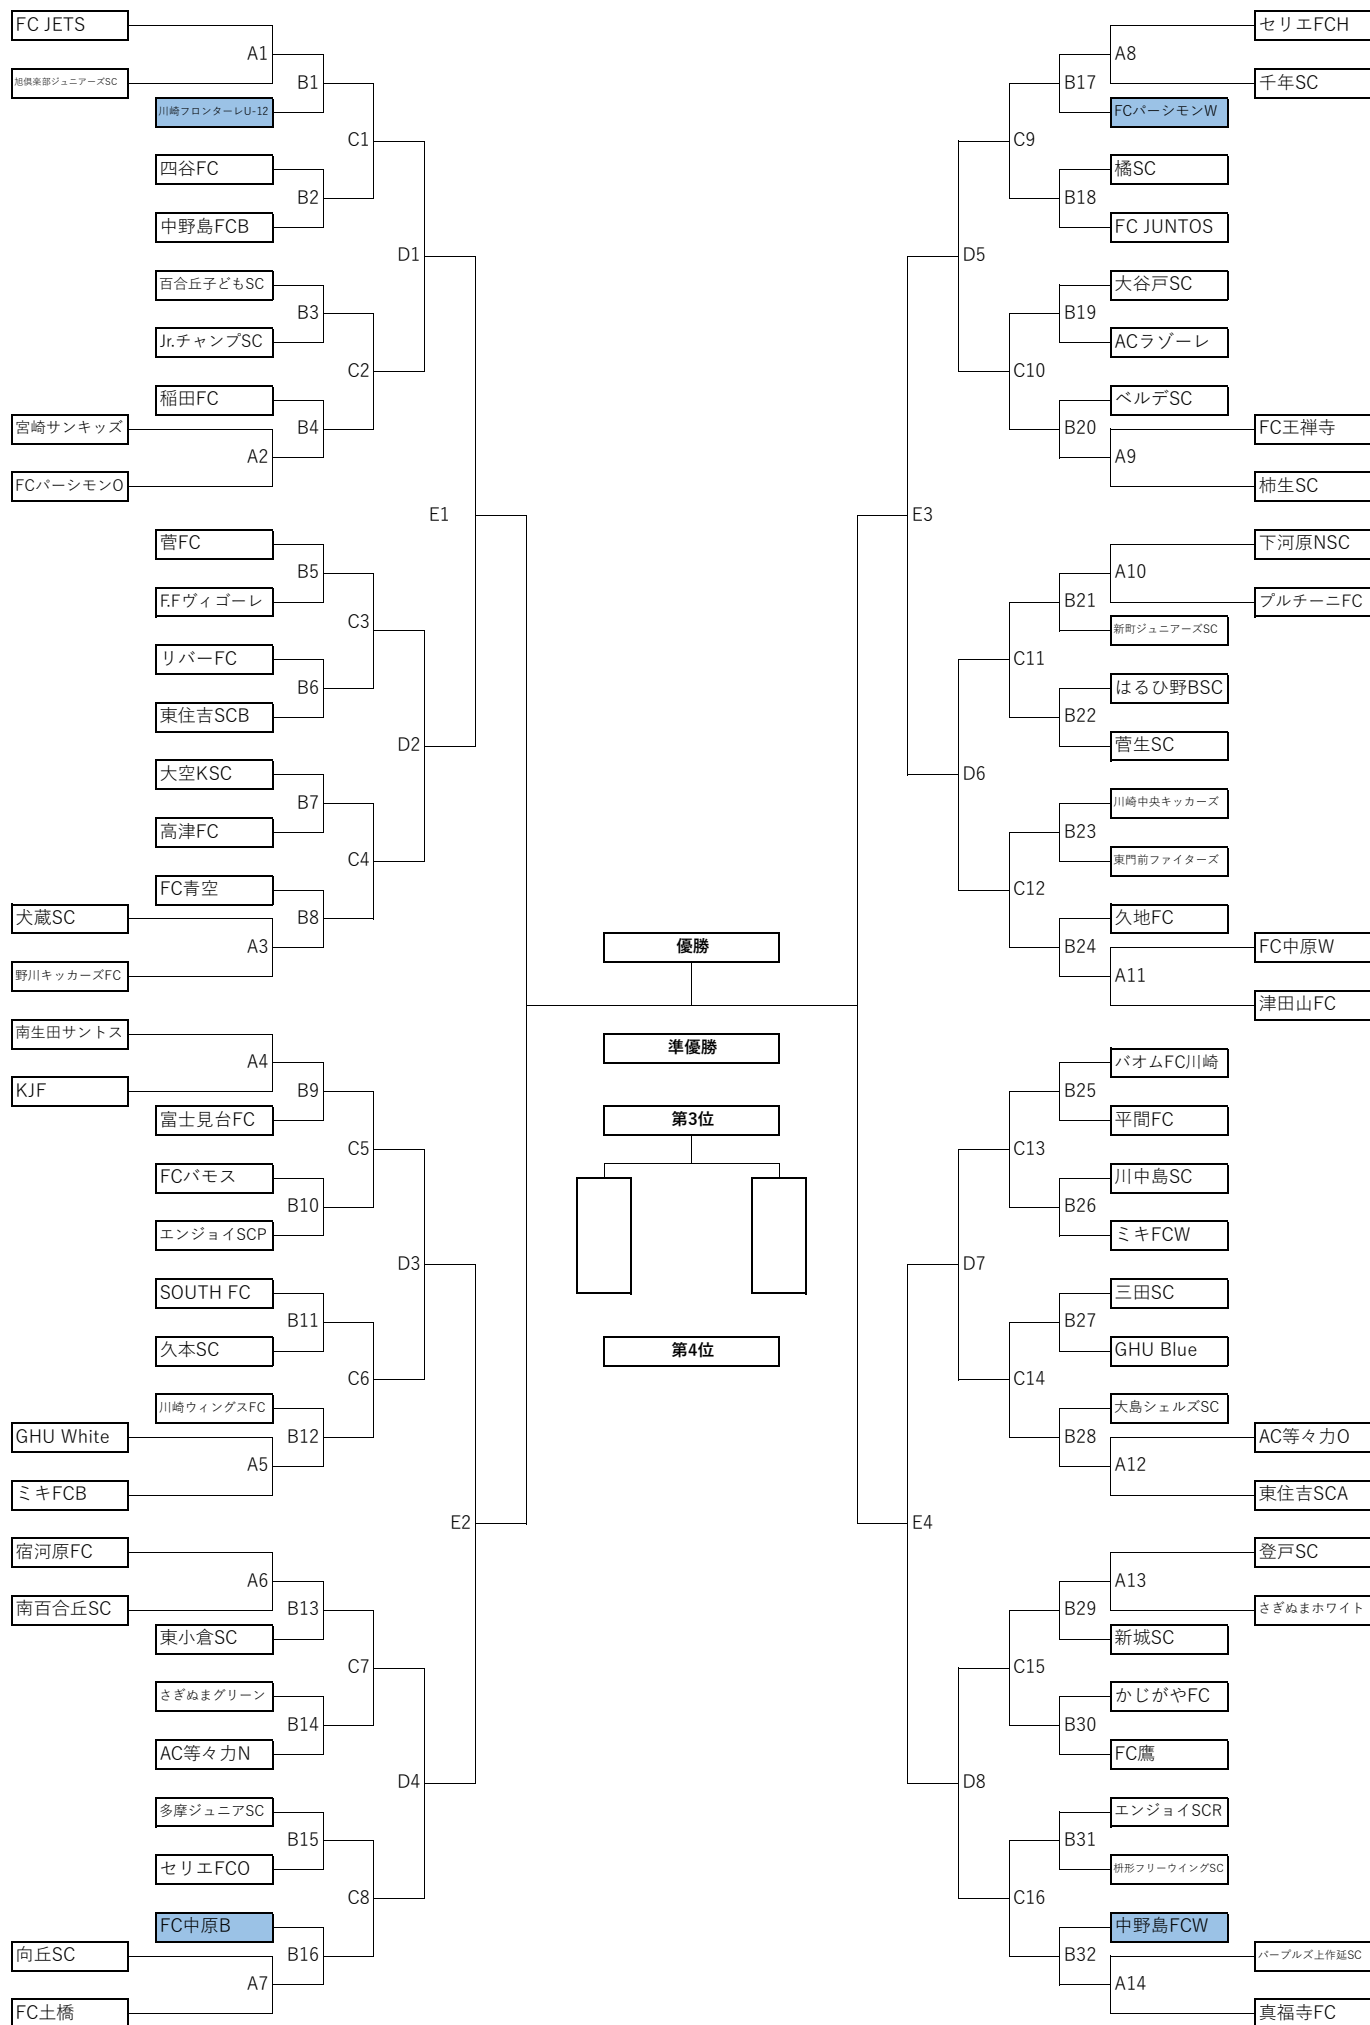 FC JETS
A1
旭倶楽部ジュニアーズSC
B1
川崎フロンターレU-12
C1
四谷FC
B2
中野島FCB
D1
百合丘子どもSC
B3
Jr.チャンプSC
C2
稲田FC
宮崎サンキッズ
B4
A2
FCパーシモンO
E1
菅FC
B5
F.Fヴィゴーレ
C3
リバーFC
B6
東住吉SCB
D2
大空KSC
B7
高津FC
C4
FC青空
犬蔵SC
B8
A3
野川キッカーズFC
南生田サントス
A4
KJF
B9
富士見台FC
C5
FCバモス
B10
エンジョイSCP
D3
SOUTH FC
B11
久本SC
C6
川崎ウィングスFC
GHU White
B12
A5
ミキFCB
E2
宿河原FC
A6
南百合丘SC
B13
東小倉SC
C7
さぎぬまグリーン
B14
AC等々力N
D4
多摩ジュニアSC
B15
セリエFCO
C8
FC中原B
向丘SC
B16
A7
FC土橋
優勝
準優勝
第3位
第4位
セリエFCH
A8
千年SC
B17
FCパーシモンW
C9
橘SC
B18
FC JUNTOS
D5
大谷戸SC
B19
ACラゾーレ
C10
ベルデSC
FC王禅寺
B20
A9
柿生SC
E3
下河原NSC
A10
プルチーニFC
B21
新町ジュニアーズSC
C11
はるひ野BSC
B22
菅生SC
D6
川崎中央キッカーズ
B23
東門前ファイターズ
C12
久地FC
FC中原W
B24
A11
津田山FC
バオムFC川崎
B25
平間FC
C13
川中島SC
B26
ミキFCW
D7
三田SC
B27
GHU Blue
C14
大島シェルズSC
AC等々力O
B28
A12
東住吉SCA
E4
登戸SC
A13
さぎぬまホワイト
B29
新城SC
C15
かじがやFC
B30
FC鷹
D8
エンジョイSCR
B31
枡形フリーウイングSC
C16
中野島FCW
パープルズ上作延SC
B32
A14
真福寺FC